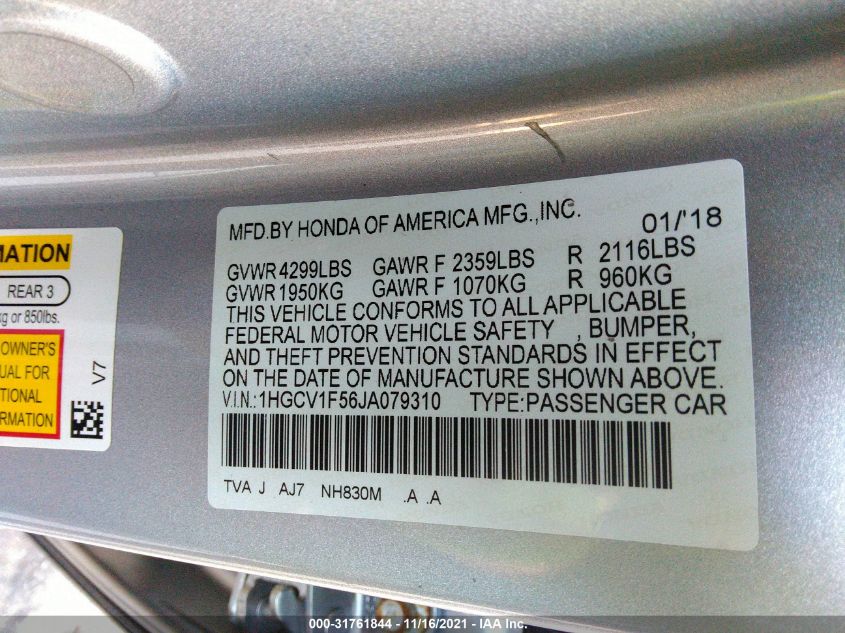 MFD.BY HONDA OF AMERICA MFG.,INC. 01/'18
GVWR 4299LBS GAWR F 2359LBS R 2116LBS
GVWR 1950KG GAWR F 1070KG R 960KG
THIS VEHICLE CONFORMS TO ALL APPLICABLE
FEDERAL MOTOR VEHICLE SAFETY , BUMPER,
AND THEFT PREVENTION STANDARDS IN EFFECT
ON THE DATE OF MANUFACTURE SHOWN ABOVE.
V.I.N.:1HGCV1F56JA079310 TYPE:PASSENGER CAR
TVA J AJ7 NH830M .A .A
MATION
REAR 3
kg or 850lbs.
OWNER'S
UAL FOR
TIONAL
RMATION
V7
000-31761844 - 11/16/2021 - IAA Inc.